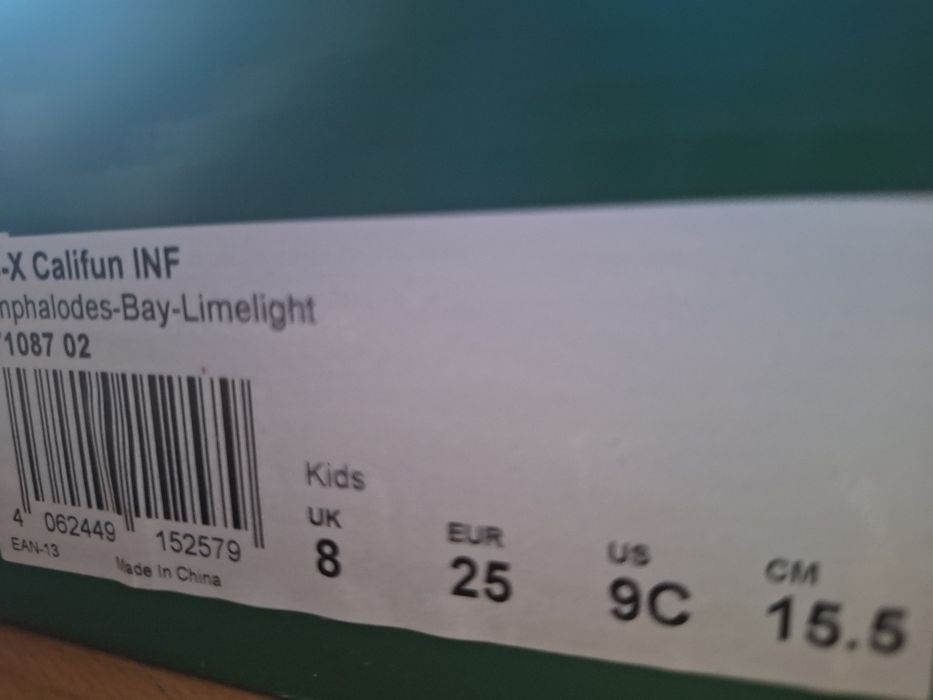 -X Califun INF
nphalodes-Bay-Limelight
1087 02
4 062449 152579
EAN-13
Made In China
Kids
UK EUR US CM
8 25 9C 15.5